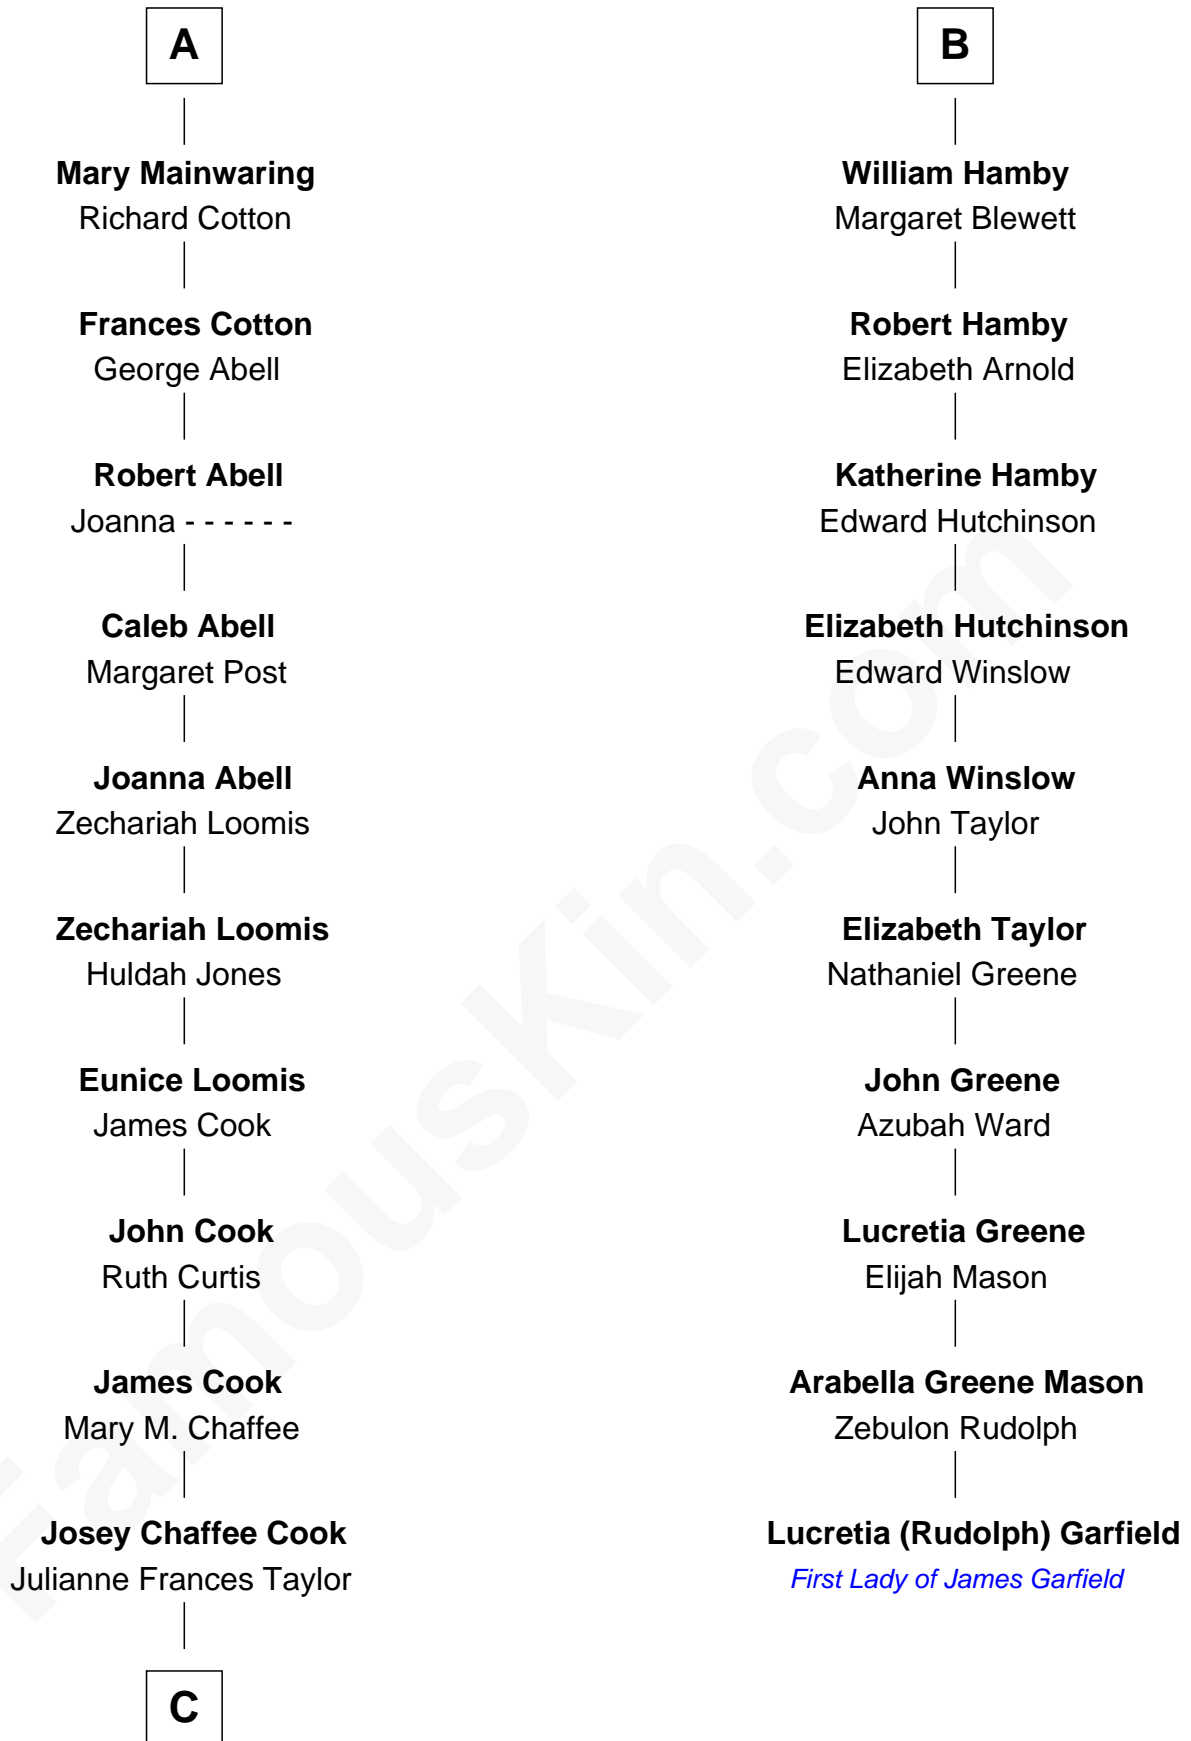 A
Mary Mainwaring
Richard Cotton
Frances Cotton
George Abell
Robert Abell
Joanna - - - - - -
Caleb Abell
Margaret Post
Joanna Abell
Zechariah Loomis
Zechariah Loomis
Huldah Jones
Eunice Loomis
James Cook
John Cook
Ruth Curtis
James Cook
Mary M. Chaffee
Josey Chaffee Cook
Julianne Frances Taylor
C
B
William Hamby
Margaret Blewett
Robert Hamby
Elizabeth Arnold
Katherine Hamby
Edward Hutchinson
Elizabeth Hutchinson
Edward Winslow
Anna Winslow
John Taylor
Elizabeth Taylor
Nathaniel Greene
John Greene
Azubah Ward
Lucretia Greene
Elijah Mason
Arabella Greene Mason
Zebulon Rudolph
Lucretia (Rudolph) Garfield
First Lady of James Garfield
FamousKin.com